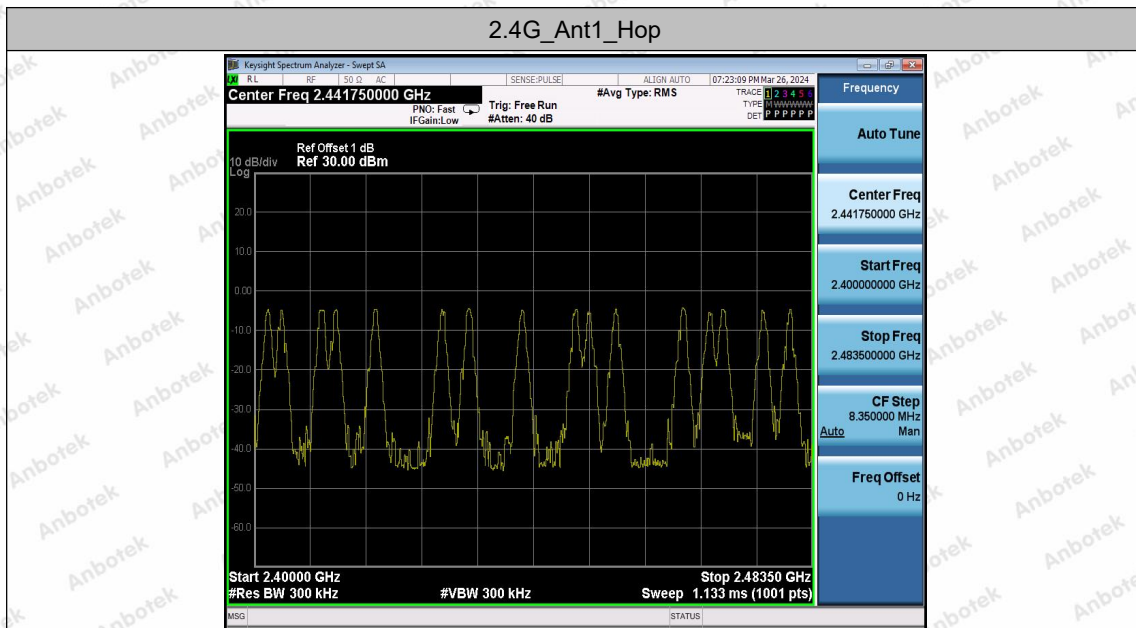 2.4G_Ant1_Hop
Keysight Spectrum Analyzer - Swept SA
RL RF 50 Ω AC SENSE:PULSE ALIGN AUTO 07:23:09 PM Mar 26, 2024
Center Freq 2.441750000 GHz
PNO: Fast
IFGain:Low
Trig: Free Run
#Atten: 40 dB
#Avg Type: RMS
TRACE 1 2 3 4 5 6
TYPE M WWWWW
DET P P P P P P
Frequency
Auto Tune
Center Freq
2.441750000 GHz
Start Freq
2.400000000 GHz
Stop Freq
2.483500000 GHz
CF Step
8.350000 MHz
Auto Man
Freq Offset
0 Hz
Ref Offset 1 dB
10 dB/div Ref 30.00 dBm
Log
20.0
10.0
0.00
-10.0
-20.0
-30.0
-40.0
-50.0
-60.0
Start 2.40000 GHz Stop 2.48350 GHz
#Res BW 300 kHz #VBW 300 kHz Sweep 1.133 ms (1001 pts)
MSG STATUS
Anbotek